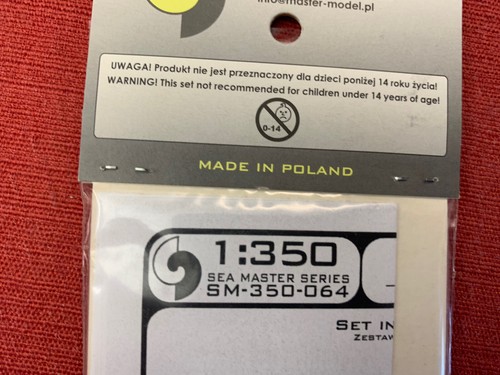 info@master-model.pl
UWAGA! Produkt nie jest przeznaczony dla dzieci poniżej 14 roku życia!
WARNING! This set not recommended for children under 14 years of age!
0-14
MADE IN POLAND
1:350
SEA MASTER SERIES
SM-350-064
SET IN
ZESTAW